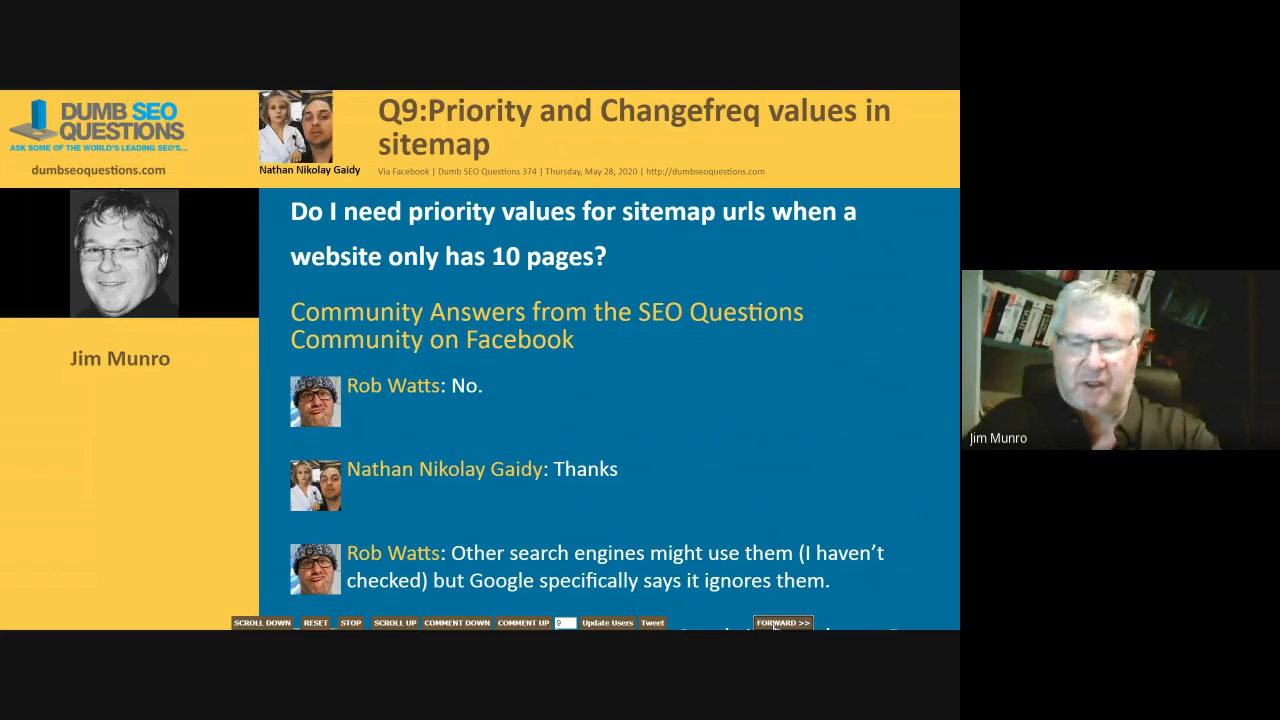 DUMB SEO
QUESTIONS
ASK SOME OF THE WORLD'S LEADING SEO'S...
dumbseoquestions.com
Nathan Nikolay Gaidy
Q9:Priority and Changefreq values in
sitemap
Via Facebook | Dumb SEO Questions 374 | Thursday, May 28, 2020 | http://dumbseoquestions.com
Jim Munro
Do I need priority values for sitemap urls when a
website only has 10 pages?
Community Answers from the SEO Questions
Community on Facebook
Rob Watts: No.
Nathan Nikolay Gaidy: Thanks
Rob Watts: Other search engines might use them (I haven't
checked) but Google specifically says it ignores them.
SCROLL DOWN RESET STOP SCROLL UP COMMENT DOWN COMMENT UP 9 Update Users Tweet FORWARD >>
Jim Munro